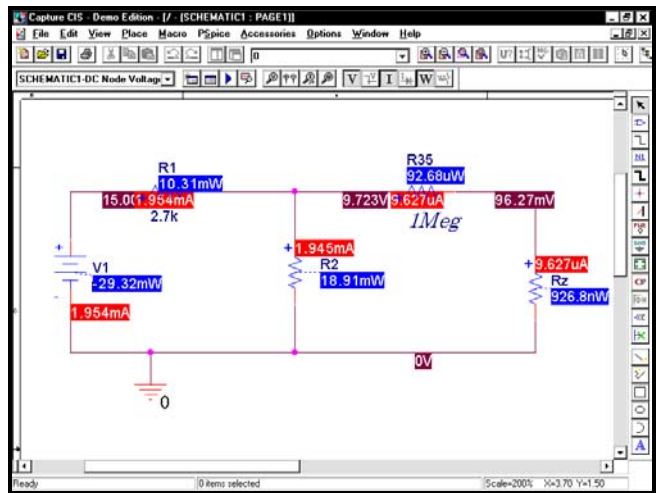 Capture CIS - Demo Edition - [/ - (SCHEMATIC1 : PAGE1)]
File Edit View Place Macro PSpice Accessories Options Window Help
0
U?
SCHEMATIC1-DC Node Voltag
V I W
R1
10.31mW
15.00
1.954mA
2.7k
R35
92.68uW
9.723V
9.627uA
96.27mV
1Meg
+
V1
-29.32mW
-
1.954mA
+
1.945mA
R2
18.91mW
+
9.627uA
Rz
926.8nW
0V
0
Ready
0 items selected
Scale=200% X=3.70 Y=1.50